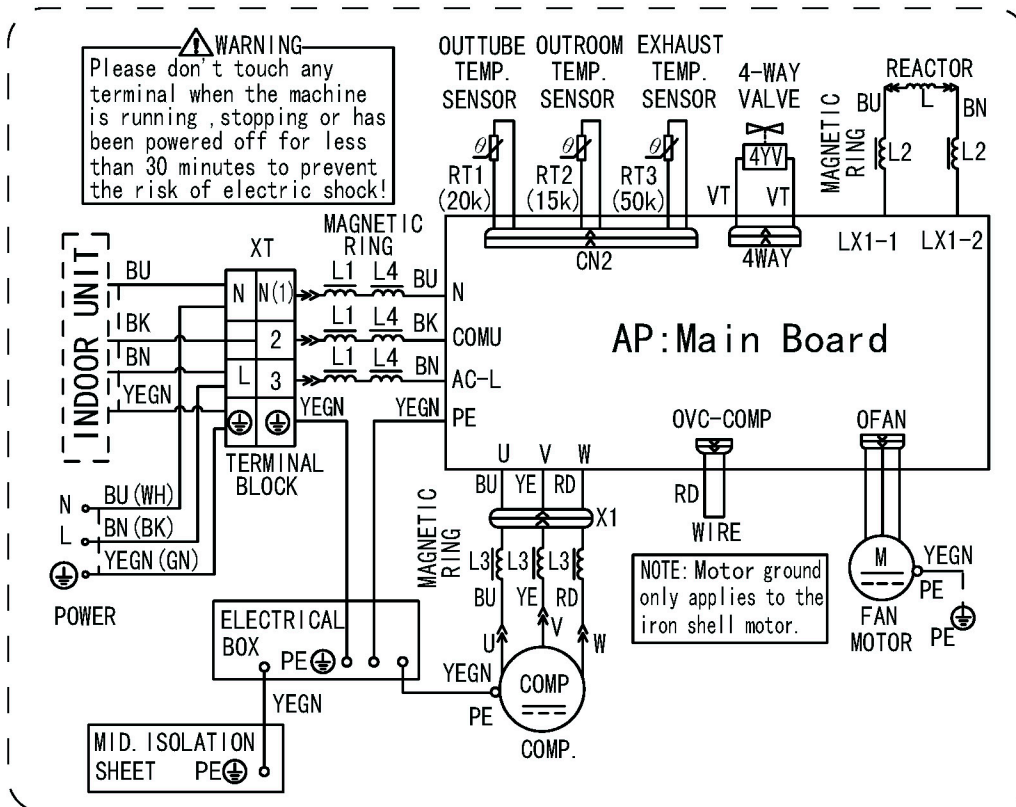 WARNING
Please don't touch any
terminal when the machine
is running ,stopping or has
been powered off for less
than 30 minutes to prevent
the risk of electric shock!
OUTTUBE OUTROOM EXHAUST
TEMP. TEMP. TEMP.
SENSOR SENSOR SENSOR
θ θ θ
RT1 RT2 RT3
(20k) (15k) (50k)
4-WAY
VALVE
4YV
VT VT
MAGNETIC
RING
REACTOR
BU L BN
L2 L2
CN2
4WAY
LX1-1 LX1-2
AP:Main Board
INDOOR UNIT
BU
BK
BN
YEGN
XT
N N(1)
2
L 3
TERMINAL
BLOCK
MAGNETIC
RING
L1 L4 BU N
L1 L4 BK COMU
L1 L4 BN AC-L
YEGN YEGN PE
N BU(WH)
L BN(BK)
YEGN(GN)
POWER
U V W
BU YE RD
X1
MAGNETIC
RING
L3 L3 L3
BU YE RD
U V W
YEGN
PE
COMP
COMP.
OVC-COMP
RD
WIRE
OFAN
M
YEGN
PE
FAN
MOTOR
PE
NOTE: Motor ground
only applies to the
iron shell motor.
ELECTRICAL
BOX
PE
YEGN
MID. ISOLATION
SHEET PE